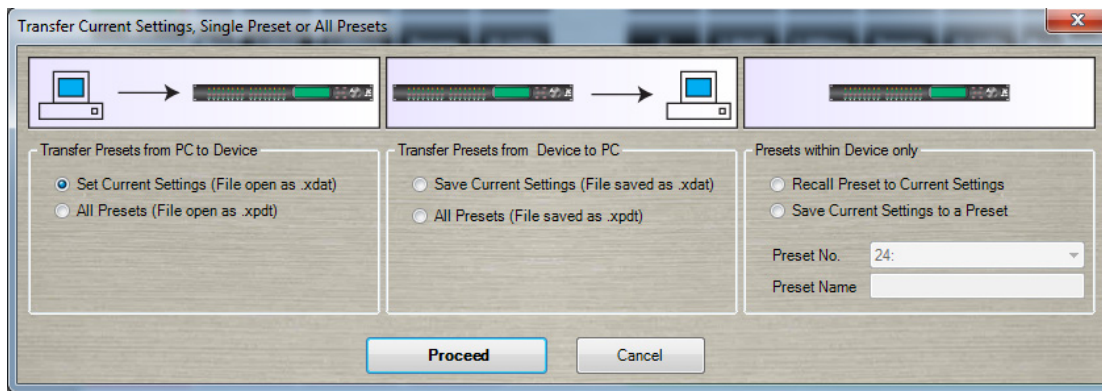 Transfer Current Settings, Single Preset or All Presets
Transfer Presets from PC to Device
Set Current Settings (File open as .xdat)
All Presets (File open as .xpdt)
Transfer Presets from Device to PC
Save Current Settings (File saved as .xdat)
All Presets (File saved as .xpdt)
Presets within Device only
Recall Preset to Current Settings
Save Current Settings to a Preset
Preset No. 24:
Preset Name
Proceed
Cancel